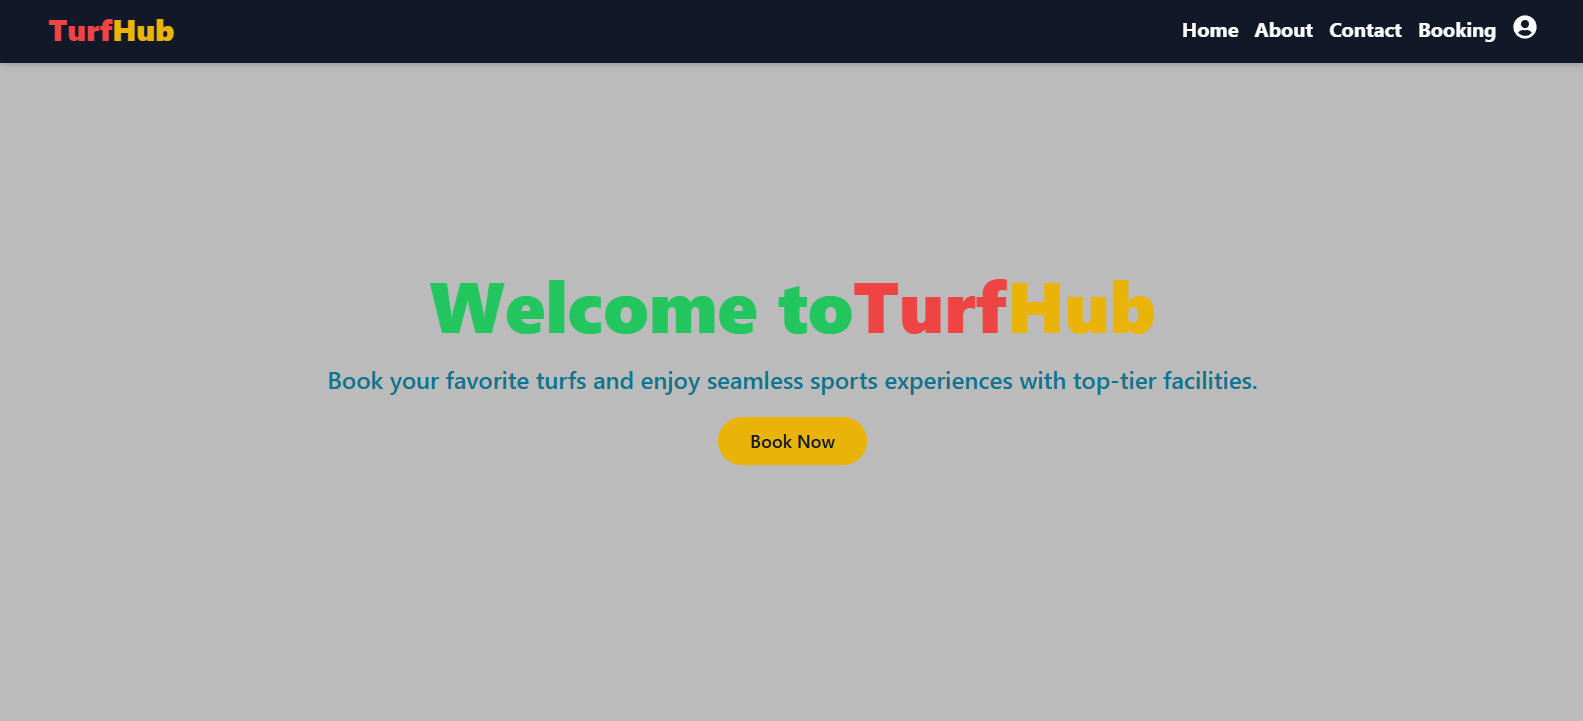 TurfHub
Home About Contact Booking
Welcome toTurfHub
Book your favorite turfs and enjoy seamless sports experiences with top-tier facilities.
Book Now